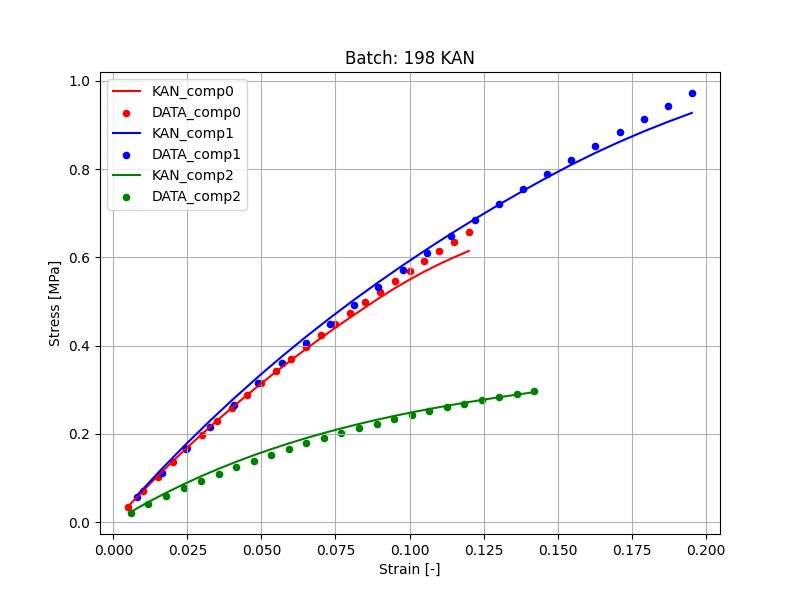 Batch: 198 KAN
KAN_comp0
DATA_comp0
KAN_comp1
DATA_comp1
KAN_comp2
DATA_comp2
Stress [MPa]
1.0
0.8
0.6
0.4
0.2
0.0
0.000 0.025 0.050 0.075 0.100 0.125 0.150 0.175 0.200
Strain [-]